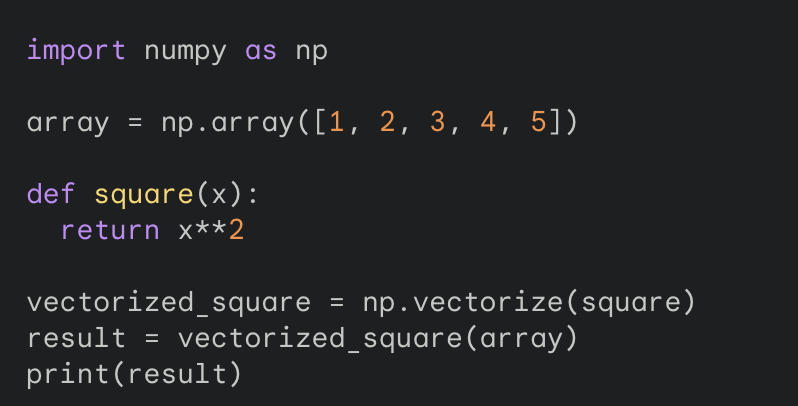 import numpy as np
array = np.array([1, 2, 3, 4, 5])
def square(x):
  return x**2
vectorized_square = np.vectorize(square)
result = vectorized_square(array)
print(result)